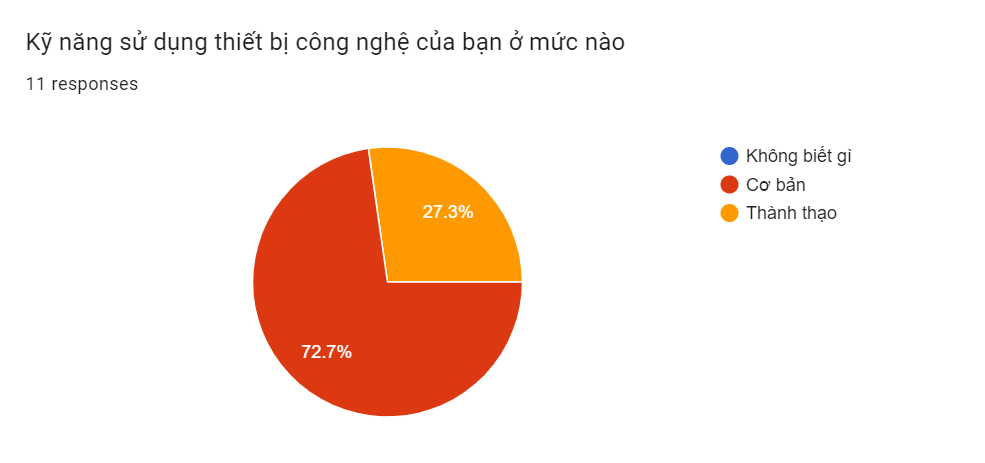 Kỹ năng sử dụng thiết bị công nghệ của bạn ở mức nào
11 responses
Không biết gì
Cơ bản
Thành thạo
27.3%
72.7%